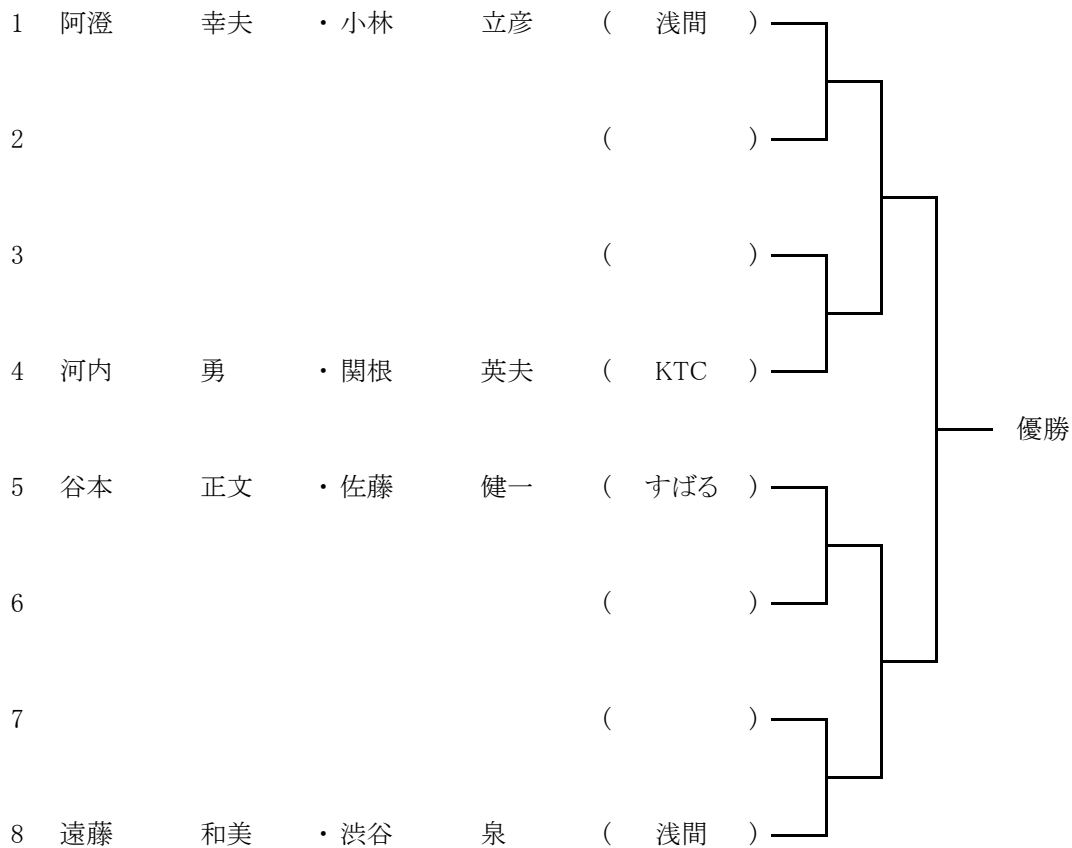 1 阿澄 幸夫 ・ 小林 立彦 ( 浅間 )
2 ( )
3 ( )
4 河内 勇 ・ 関根 英夫 ( KTC )
優勝
5 谷本 正文 ・ 佐藤 健一 ( すばる )
6 ( )
7 ( )
8 遠藤 和美 ・ 渋谷 泉 ( 浅間 )